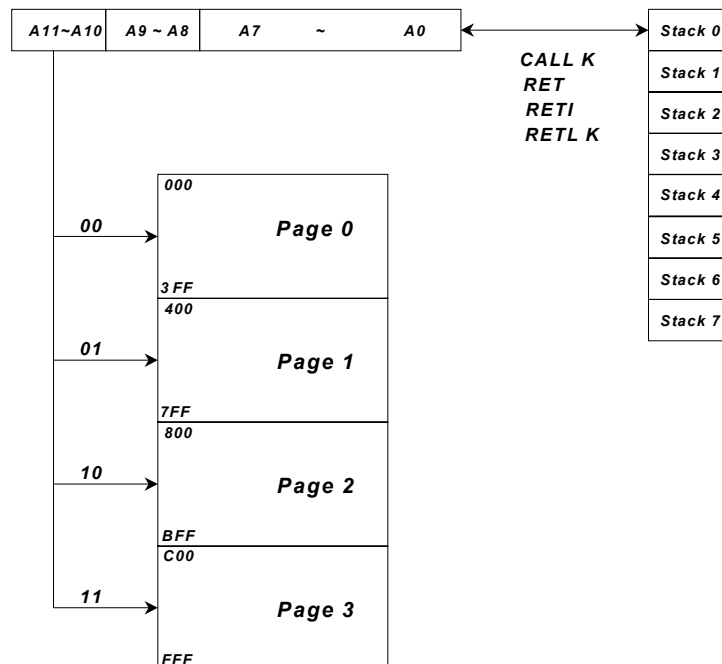 A11~A10 A9 ~ A8 A7 ~ A0
CALL K
RET
RETI
RETL K
Stack 0
Stack 1
Stack 2
Stack 3
Stack 4
Stack 5
Stack 6
Stack 7
000
00 Page 0
3FF
400
01 Page 1
7FF
800
10 Page 2
BFF
C00
11 Page 3
FFF